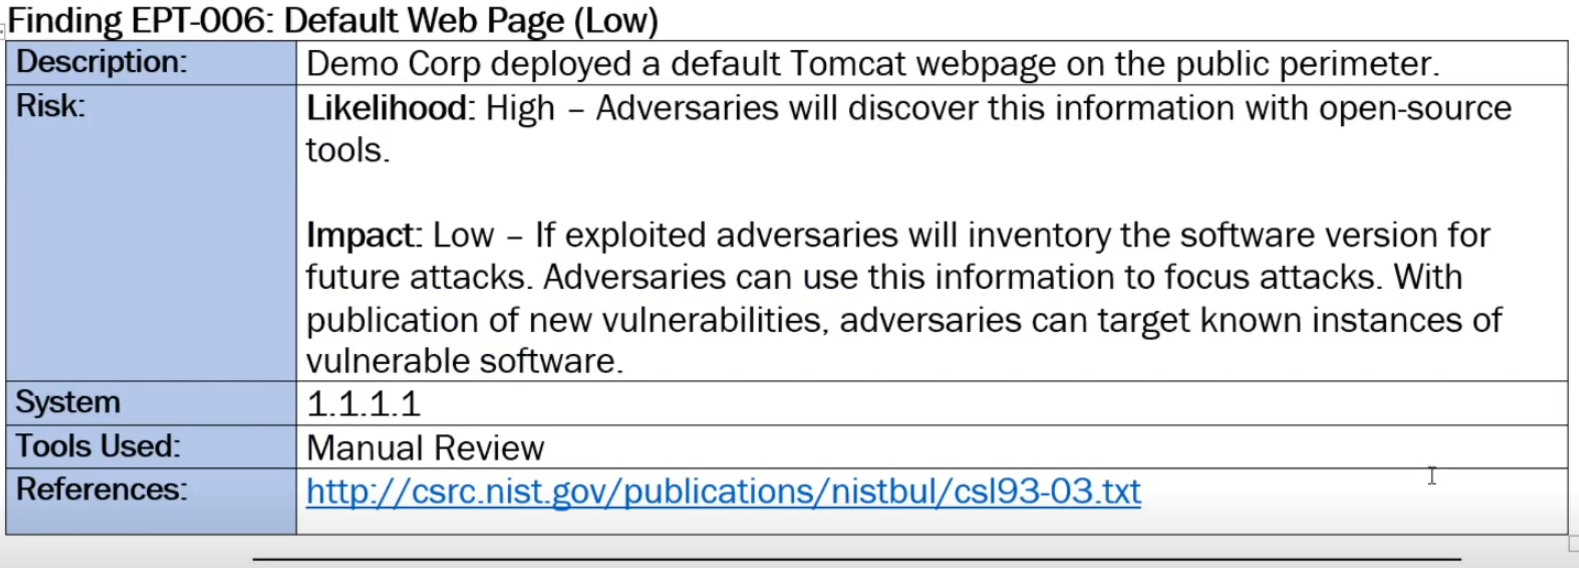 Finding EPT-006: Default Web Page (Low)
Description:
Demo Corp deployed a default Tomcat webpage on the public perimeter.
Risk:
Likelihood: High – Adversaries will discover this information with open-source
tools.
Impact: Low – If exploited adversaries will inventory the software version for
future attacks. Adversaries can use this information to focus attacks. With
publication of new vulnerabilities, adversaries can target known instances of
vulnerable software.
System
1.1.1.1
Tools Used:
Manual Review
References:
http://csrc.nist.gov/publications/nistbul/csl93-03.txt